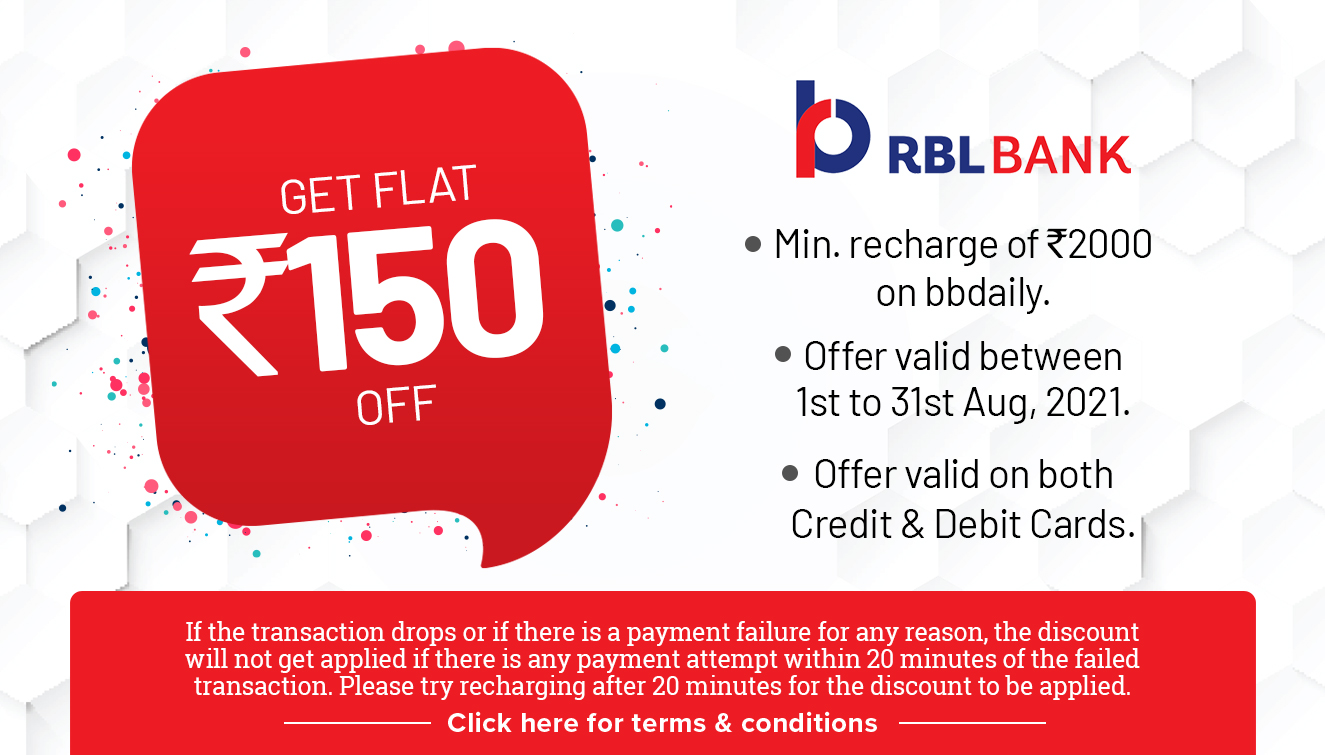 GET FLAT
₹150
OFF
RBL BANK
• Min. recharge of ₹2000
on bbdaily.
• Offer valid between
1st to 31st Aug, 2021.
• Offer valid on both
Credit & Debit Cards.
If the transaction drops or if there is a payment failure for any reason, the discount
will not get applied if there is any payment attempt within 20 minutes of the failed
transaction. Please try recharging after 20 minutes for the discount to be applied.
Click here for terms & conditions